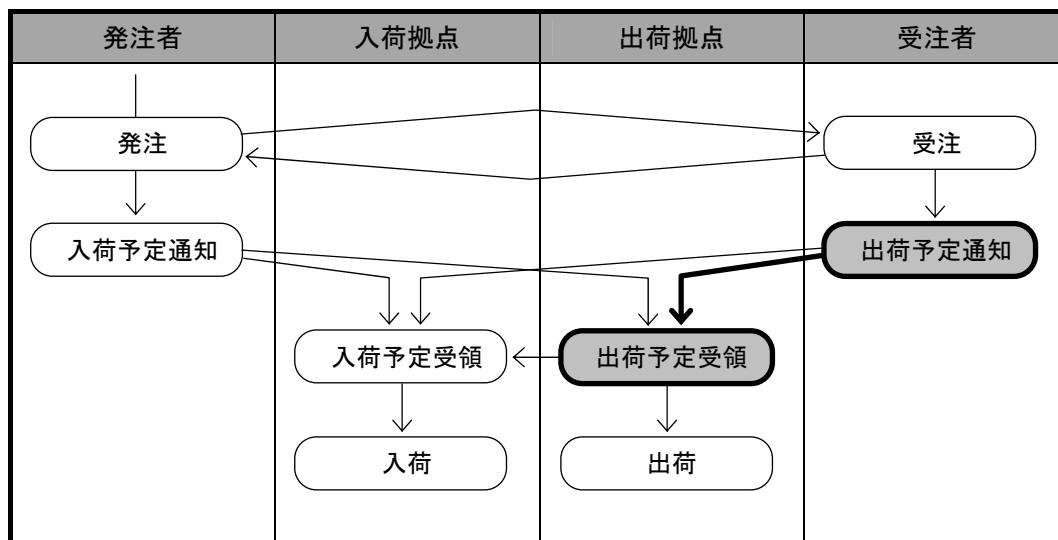 発注者
入荷拠点
出荷拠点
受注者
発注
受注
入荷予定通知
出荷予定通知
入荷予定受領
出荷予定受領
入荷
出荷